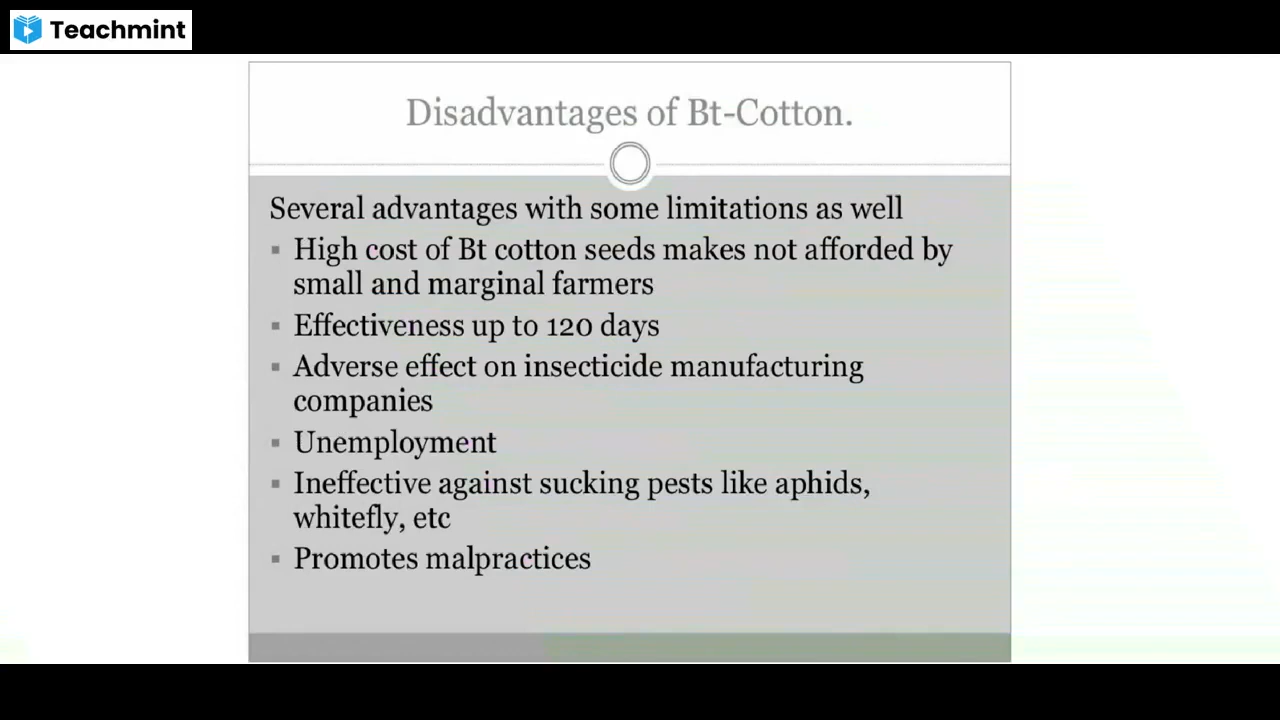 Teachmint
Disadvantages of Bt-Cotton.
Several advantages with some limitations as well
▪ High cost of Bt cotton seeds makes not afforded by
small and marginal farmers
▪ Effectiveness up to 120 days
▪ Adverse effect on insecticide manufacturing
companies
▪ Unemployment
▪ Ineffective against sucking pests like aphids,
whitefly, etc
▪ Promotes malpractices